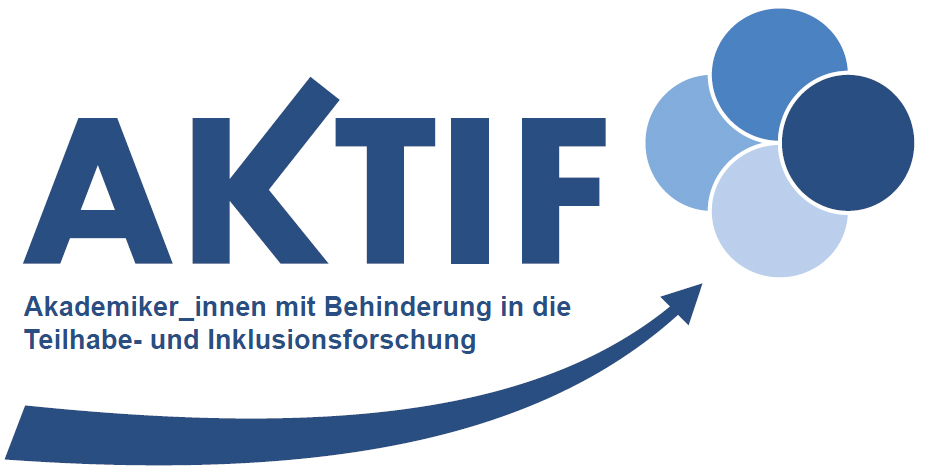 AKTIF
Akademiker_innen mit Behinderung in die
Teilhabe- und Inklusionsforschung